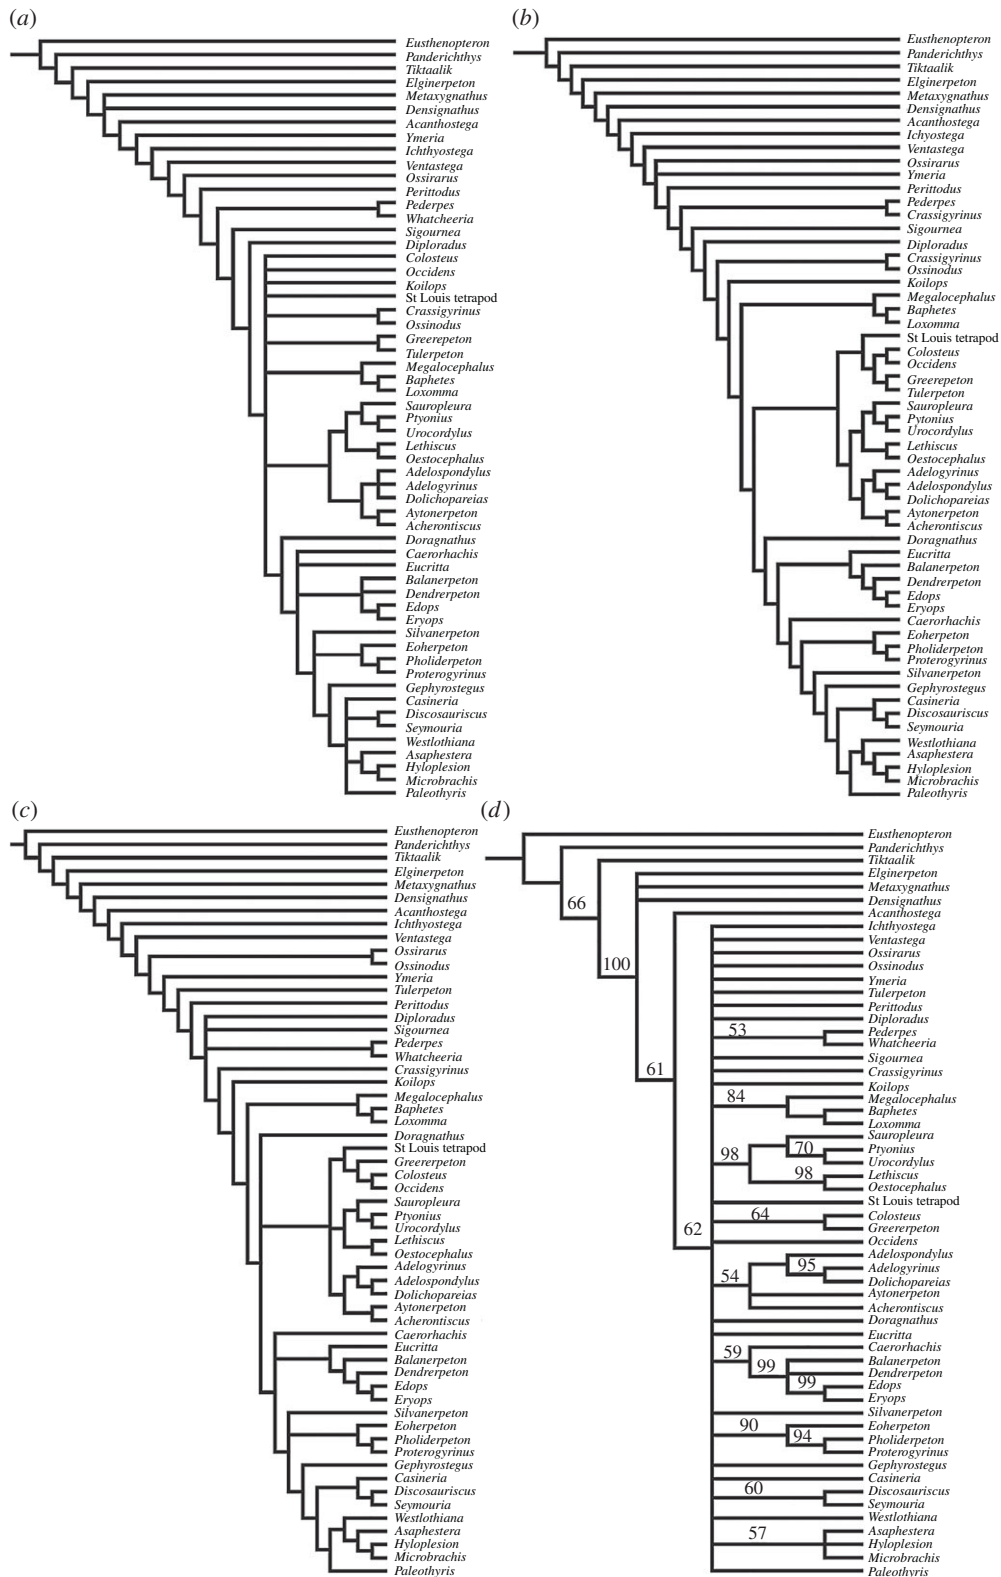 (a)
Eusthenopteron
Panderichthys
Tiktaalik
Elginerpeton
Metaxygnathus
Densignathus
Acanthostega
Ymeria
Ichthyostega
Ventastega
Ossirarus
Perittodus
Pederpes
Whatcheeria
Sigournea
Diploradus
Colosteus
Occidens
Koilops
St Louis tetrapod
Crassigyrinus
Ossinodus
Greerepeton
Tulerpeton
Megalocephalus
Baphetes
Loxomma
Sauropleura
Ptyonius
Urocordylus
Lethiscus
Oestocephalus
Adelospondylus
Adelogyrinus
Dolichopareias
Aytonerpeton
Acherontiscus
Doragnathus
Caerorhachis
Eucritta
Balanerpeton
Dendrerpeton
Edops
Eryops
Silvanerpeton
Eoherpeton
Pholiderpeton
Proterogyrinus
Gephyrostegus
Casineria
Discosauriscus
Seymouria
Westlothiana
Asaphestera
Hyloplesion
Microbrachis
Paleothyris
(b)
Eusthenopteron
Panderichthys
Tiktaalik
Elginerpeton
Metaxygnathus
Densignathus
Acanthostega
Ichyostega
Ventastega
Ossirarus
Ymeria
Perittodus
Pederpes
Crassigyrinus
Sigournea
Diploradus
Crassigyrinus
Ossinodus
Koilops
Megalocephalus
Baphetes
Loxomma
St Louis tetrapod
Colosteus
Occidens
Greerepeton
Tulerpeton
Sauropleura
Pytonius
Urocordylus
Lethiscus
Oestocephalus
Adelogyrinus
Adelospondylus
Dolichopareias
Aytonerpeton
Acherontiscus
Doragnathus
Eucritta
Balanerpeton
Dendrerpeton
Edops
Eryops
Caerorhachis
Eoherpeton
Pholiderpeton
Proterogyrinus
Silvanerpeton
Gephyrostegus
Casineria
Discosauriscus
Seymouria
Westlothiana
Asaphestera
Hyloplesion
Microbrachis
Paleothyris
(c)
Eusthenopteron
Panderichthys
Tiktaalik
Elginerpeton
Metaxygnathus
Densignathus
Acanthostega
Ichthyostega
Ventastega
Ossirarus
Ossinodus
Ymeria
Tulerpeton
Perittodus
Diploradus
Sigournea
Pederpes
Whatcheeria
Crassigyrinus
Koilops
Megalocephalus
Baphetes
Loxomma
Doragnathus
St Louis tetrapod
Greererpeton
Colosteus
Occidens
Sauropleura
Ptyonius
Urocordylus
Lethiscus
Oestocephalus
Adelogyrinus
Adelospondylus
Dolichopareias
Aytonerpeton
Acherontiscus
Caerorhachis
Eucritta
Balanerpeton
Dendrerpeton
Edops
Eryops
Silvanerpeton
Eoherpeton
Pholiderpeton
Proterogyrinus
Gephyrostegus
Casineria
Discosauriscus
Seymouria
Westlothiana
Asaphestera
Hyloplesion
Microbrachis
Paleothyris
(d)
Eusthenopteron
Panderichthys
Tiktaalik
Elginerpeton
Metaxygnathus
Densignathus
66
Acanthostega
Ichthyostega
Ventastega
Ossirarus
100
Ossinodus
Ymeria
Tulerpeton
Perittodus
Diploradus
53
Pederpes
Whatcheeria
Sigournea
61
Crassigyrinus
Koilops
84
Megalocephalus
Baphetes
Loxomma
Sauropleura
98
70
Ptyonius
Urocordylus
98
Lethiscus
Oestocephalus
St Louis tetrapod
64
Colosteus
Greererpeton
62
Occidens
Adelospondylus
95
Adelogyrinus
54
Dolichopareias
Aytonerpeton
Acherontiscus
Doragnathus
Eucritta
59
Caerorhachis
99
Balanerpeton
Dendrerpeton
99
Edops
Eryops
Silvanerpeton
90
Eoherpeton
94
Pholiderpeton
Proterogyrinus
Gephyrostegus
Casineria
60
Discosauriscus
Seymouria
Westlothiana
57
Asaphestera
Hyloplesion
Microbrachis
Paleothyris